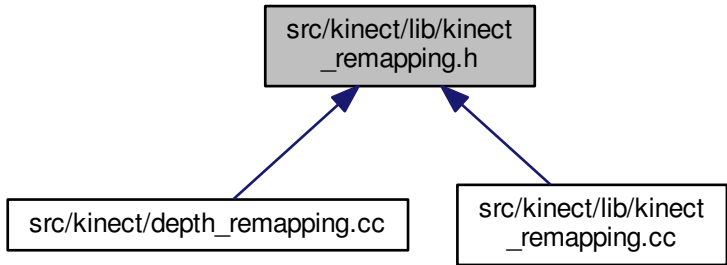 src/kinect/lib/kinect
_remapping.h
src/kinect/depth_remapping.cc
src/kinect/lib/kinect
_remapping.cc